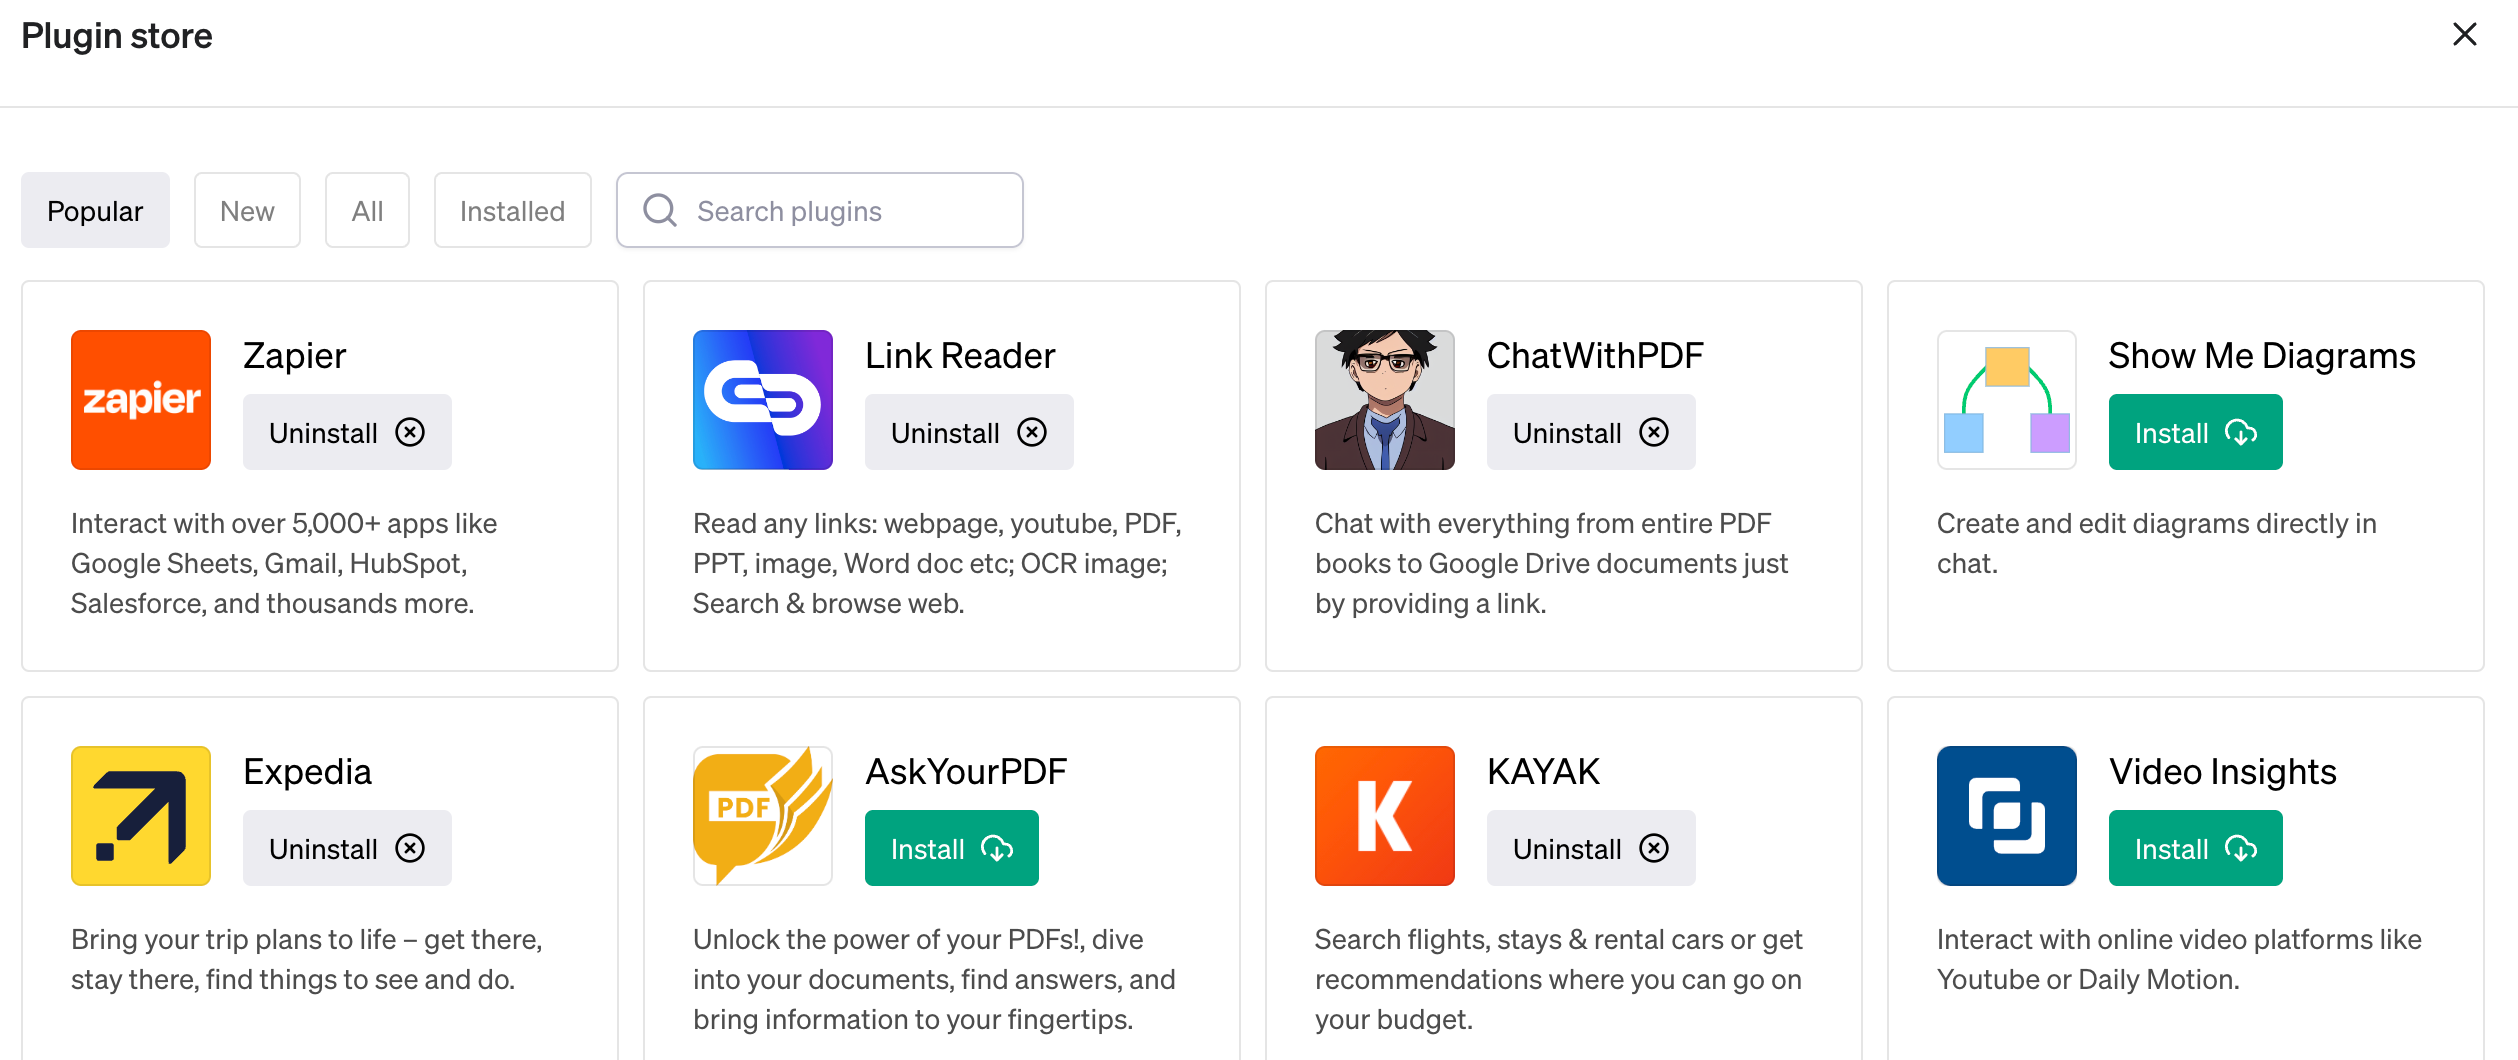 Plugin store
Popular
New
All
Installed
Search plugins
zapier
Zapier
Uninstall
Interact with over 5,000+ apps like
Google Sheets, Gmail, HubSpot,
Salesforce, and thousands more.
Link Reader
Uninstall
Read any links: webpage, youtube, PDF,
PPT, image, Word doc etc; OCR image;
Search & browse web.
ChatWithPDF
Uninstall
Chat with everything from entire PDF
books to Google Drive documents just
by providing a link.
Show Me Diagrams
Install
Create and edit diagrams directly in
chat.
Expedia
Uninstall
Bring your trip plans to life – get there,
stay there, find things to see and do.
PDF
AskYourPDF
Install
Unlock the power of your PDFs!, dive
into your documents, find answers, and
bring information to your fingertips.
K
KAYAK
Uninstall
Search flights, stays & rental cars or get
recommendations where you can go on
your budget.
Video Insights
Install
Interact with online video platforms like
Youtube or Daily Motion.